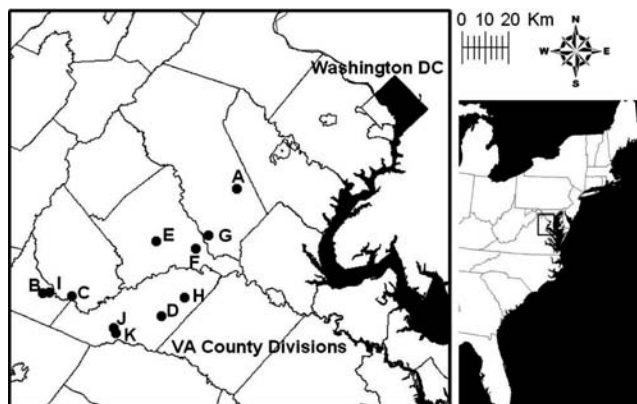 0 10 20 Km
N
W E
S
Washington DC
A
G
E
F
B I C
H
D
J
K
VA County Divisions